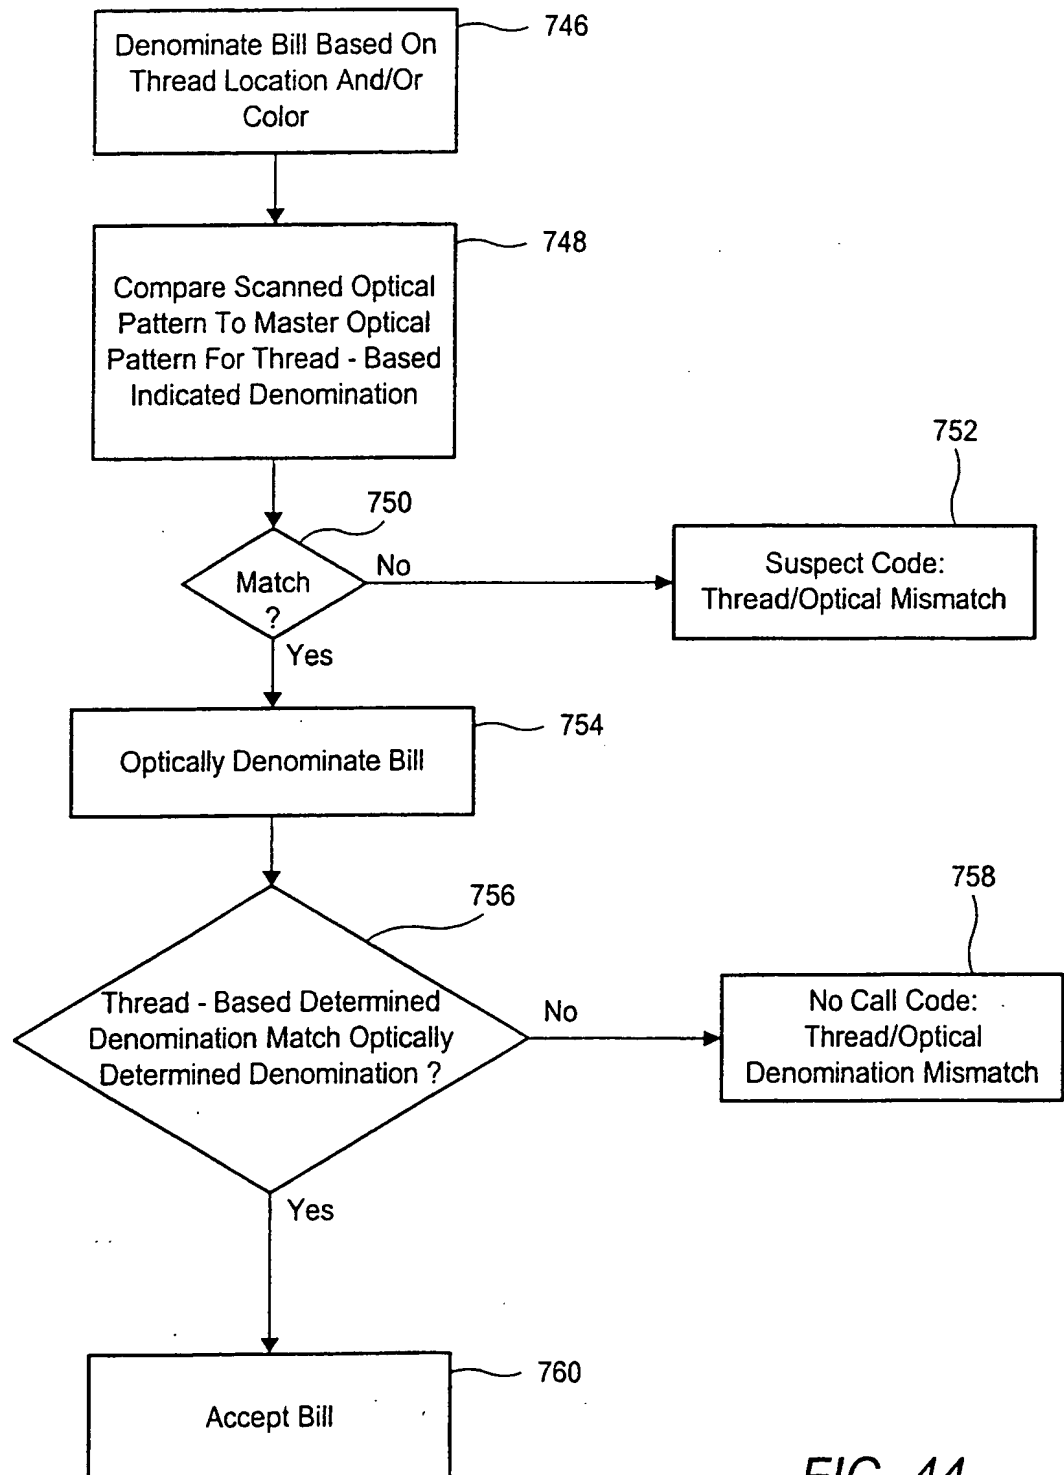 746
Denominate Bill Based On
Thread Location And/Or
Color
748
Compare Scanned Optical
Pattern To Master Optical
Pattern For Thread - Based
Indicated Denomination
752
750
Match
?
No
Yes
Suspect Code:
Thread/Optical Mismatch
754
Optically Denominate Bill
756
758
Thread - Based Determined
Denomination Match Optically
Determined Denomination ?
No
Yes
No Call Code:
Thread/Optical
Denomination Mismatch
760
Accept Bill
FIG. 44